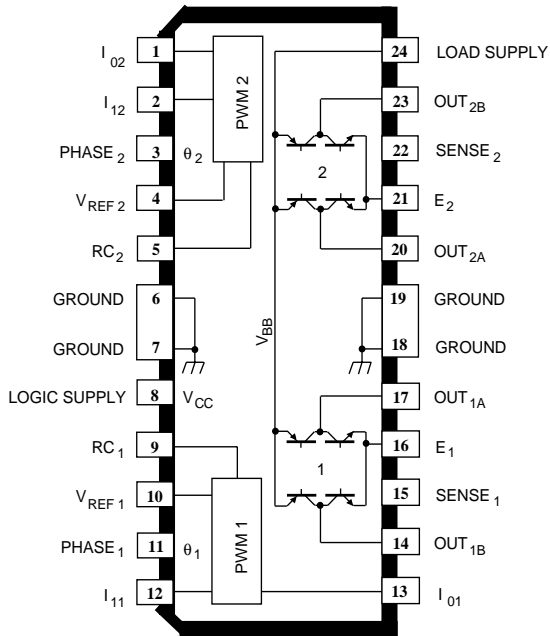 I02 1 24 LOAD SUPPLY
I12 2 23 OUT2B
PHASE2 3 θ2 22 SENSE2
PWM 2
2
VREF 2 4 21 E2
RC2 5 20 OUT2A
GROUND 6 19 GROUND
VBB
GROUND 7 18 GROUND
LOGIC SUPPLY 8 VCC 17 OUT1A
RC1 9 16 E1
1
VREF 1 10 15 SENSE1
PWM 1
PHASE1 11 θ1 14 OUT1B
I11 12 13 I01